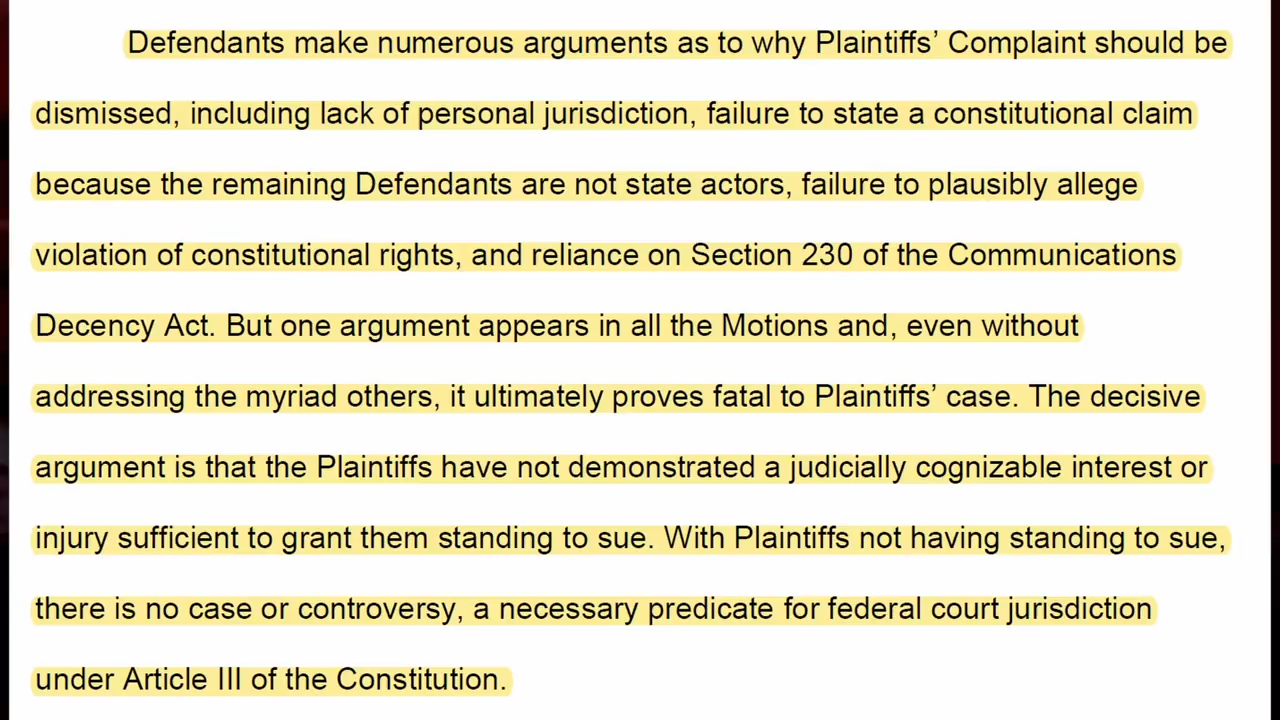 Defendants make numerous arguments as to why Plaintiffs’ Complaint should be
dismissed, including lack of personal jurisdiction, failure to state a constitutional claim
because the remaining Defendants are not state actors, failure to plausibly allege
violation of constitutional rights, and reliance on Section 230 of the Communications
Decency Act. But one argument appears in all the Motions and, even without
addressing the myriad others, it ultimately proves fatal to Plaintiffs’ case. The decisive
argument is that the Plaintiffs have not demonstrated a judicially cognizable interest or
injury sufficient to grant them standing to sue. With Plaintiffs not having standing to sue,
there is no case or controversy, a necessary predicate for federal court jurisdiction
under Article III of the Constitution.